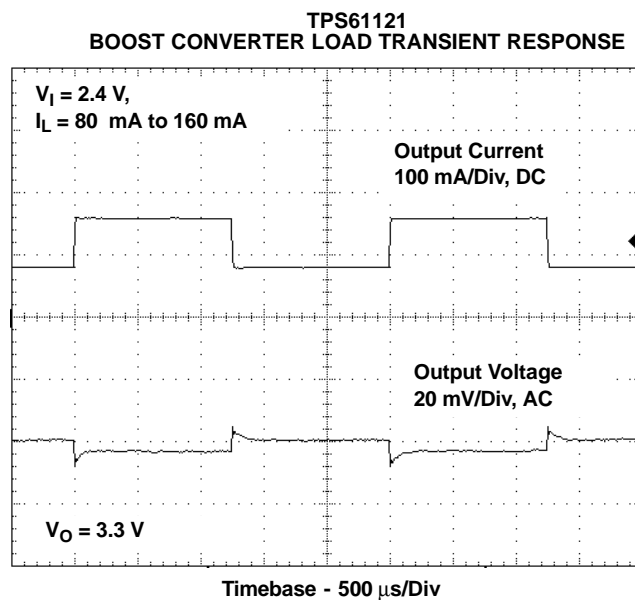 TPS61121
BOOST CONVERTER LOAD TRANSIENT RESPONSE
VI = 2.4 V,
IL = 80 mA to 160 mA
Output Current
100 mA/Div, DC
Output Voltage
20 mV/Div, AC
VO = 3.3 V
Timebase - 500 μs/Div